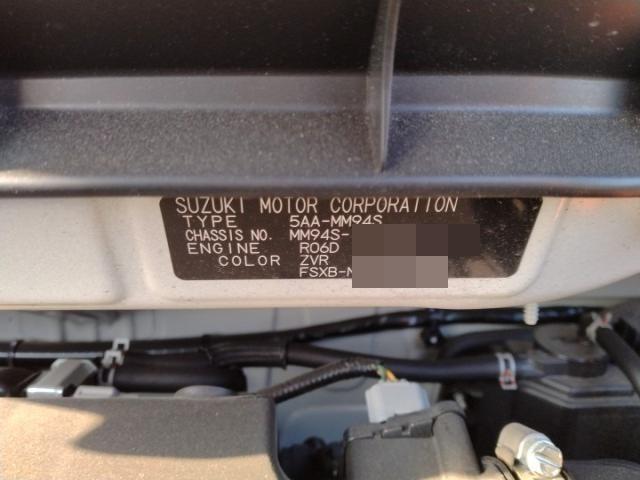 SUZUKI MOTOR CORPORATION
TYPE 5AA-MM94S
CHASSIS NO. MM94S-
ENGINE R06D
COLOR ZVR
FSXB-